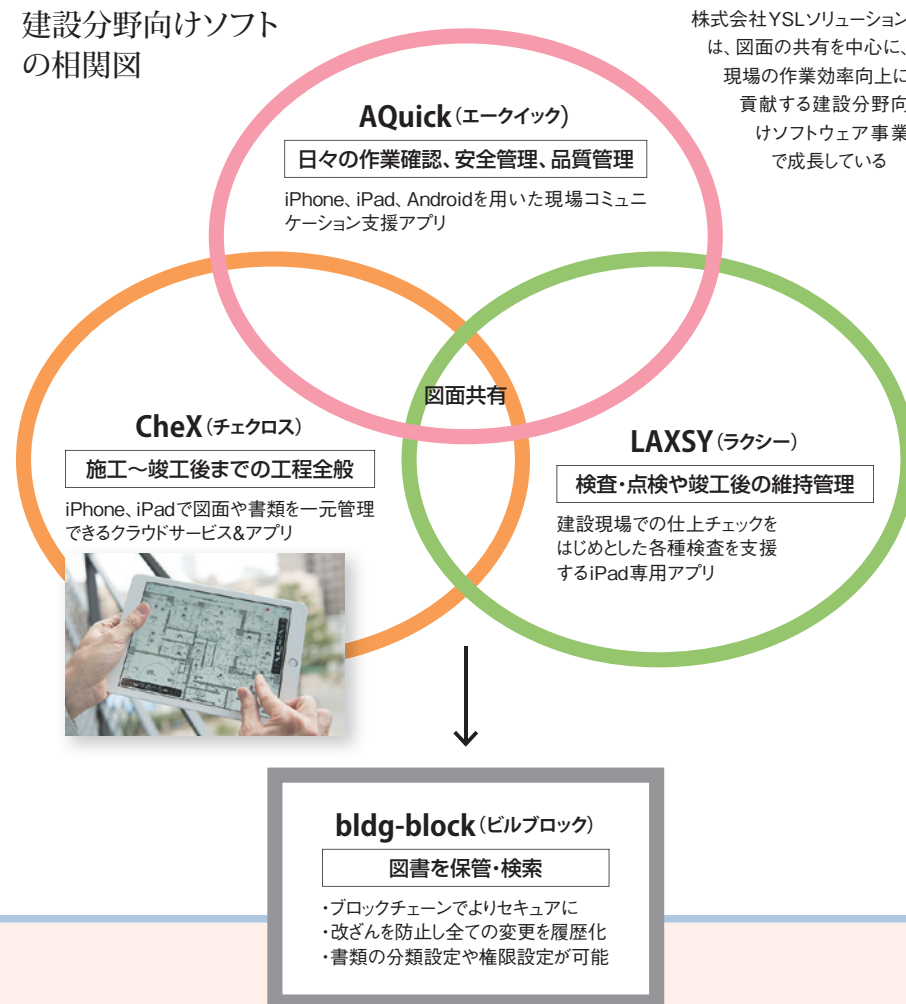 建設分野向けソフト
の相関図
株式会社YSLソリューション
は、図面の共有を中心に、
現場の作業効率向上に
貢献する建設分野向
けソフトウェア事業
で成長している
AQuick(エークイック)
日々の作業確認、安全管理、品質管理
iPhone、iPad、Androidを用いた現場コミュニ
ケーション支援アプリ
図面共有
CheX(チェクロス)
施工〜竣工後までの工程全般
iPhone、iPadで図面や書類を一元管理
できるクラウドサービス&アプリ
LAXSY(ラクシー)
検査・点検や竣工後の維持管理
建設現場での仕上チェックを
はじめとした各種検査を支援
するiPad専用アプリ
bldg-block(ビルブロック)
図書を保管・検索
・ブロックチェーンでよりセキュアに
・改ざんを防止し全ての変更を履歴化
・書類の分類設定や権限設定が可能